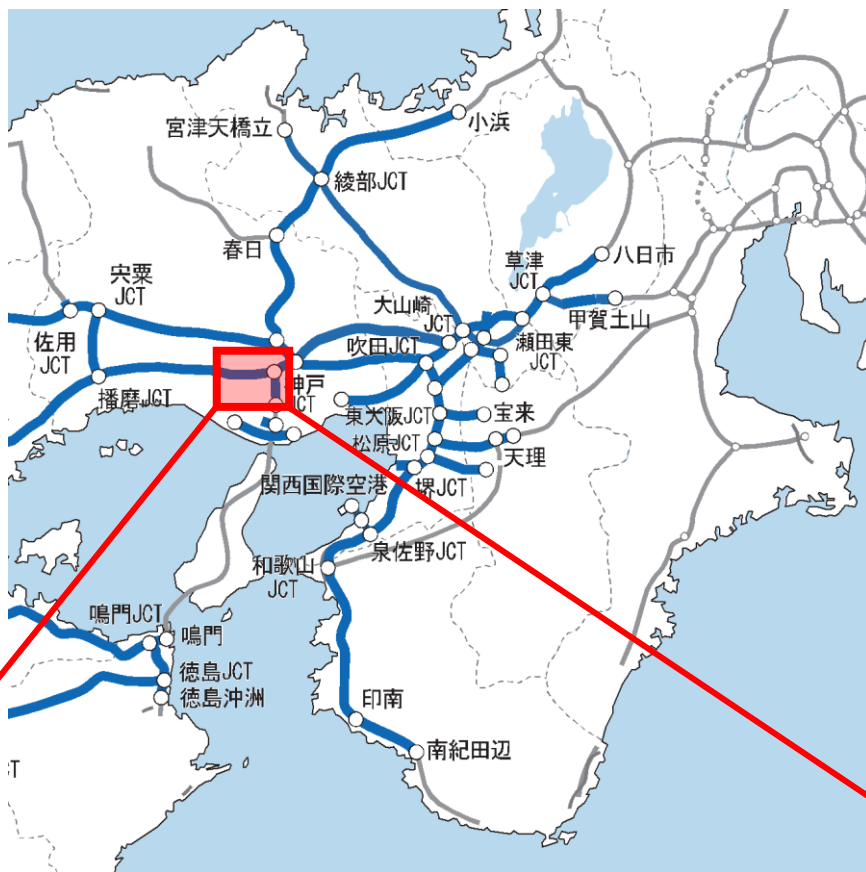 小浜
宮津天橋立
綾部JCT
春日
八日市
草津
JCT
宍粟
JCT
大山崎
JCT
甲賀土山
佐用
JCT
吹田JCT
瀬田東
JCT
播磨JCT
神戸
JCT
東大阪JCT
宝来
松原JCT
天理
関西国際空港
堺JCT
泉佐野JCT
和歌山
JCT
鳴門JCT
鳴門
徳島JCT
徳島沖洲
印南
南紀田辺
CT